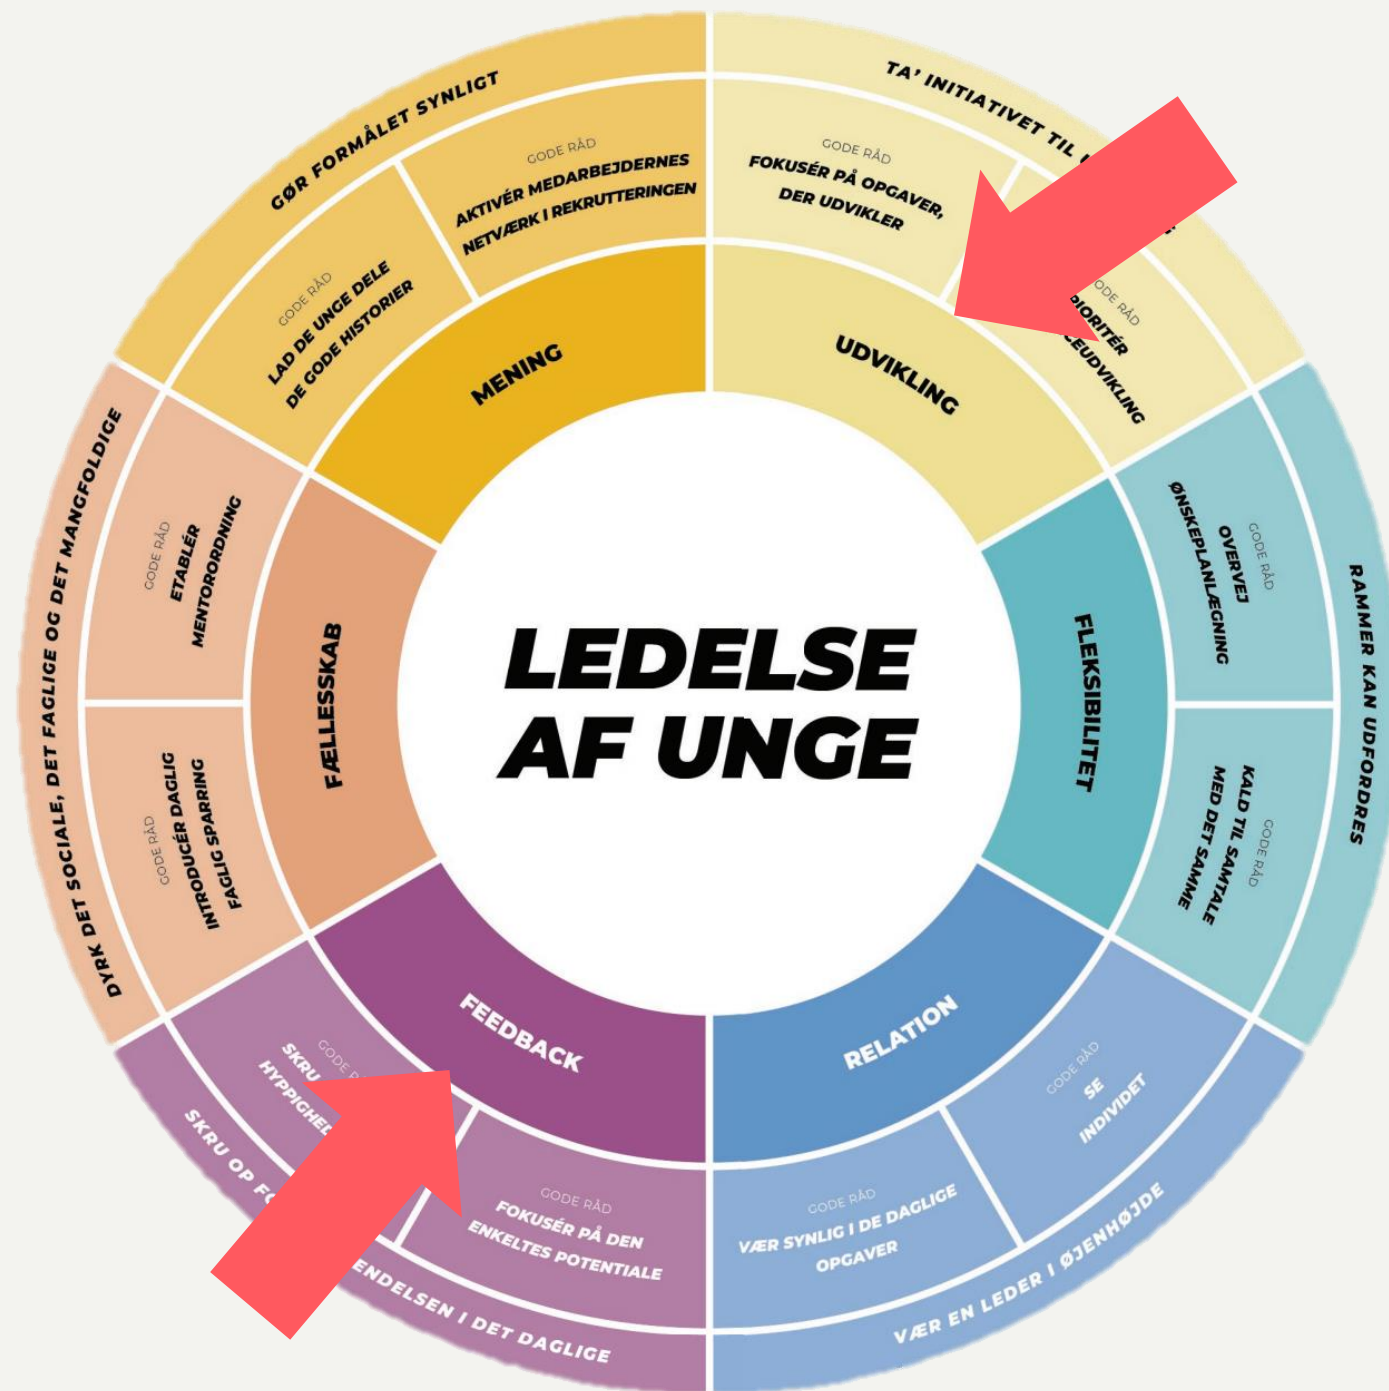 LEDELSE
AF UNGE
GØR FORMÅLET SYNLIGT
GODE RÅD
LAD DE UNGE DELE
DE GODE HISTORIER
GODE RÅD
AKTIVÉR MEDARBEJDERNES
NETVÆRK I REKRUTTERINGEN
MENING
TA' INITIATIVET TIL
GODE RÅD
FOKUSÉR PÅ OPGAVER,
DER UDVIKLER
RÅD
UDVIKLING
RAMMER KAN UDFORDRES
GODE RÅD
OVERVEJ
ØNSKEPLANLÆGNING
GODE RÅD
KALD TIL SAMTALE
MED DET SAMME
FLEKSIBILITET
RELATION
GODE RÅD
SE
INDIVIDET
GODE RÅD
VÆR SYNLIG I DE DAGLIGE
OPGAVER
VÆR EN LEDER I ØJENHØJDE
FEEDBACK
GODE
SKRU
GODE RÅD
FOKUSÉR PÅ DEN
ENKELTES POTENTIALE
SKRU OP
I DET DAGLIGE
FÆLLESSKAB
GODE RÅD
ETABLÉR
MENTORORDNING
GODE RÅD
INTRODUCÉR DAGLIG
FAGLIG SPARRING
DYRK DET SOCIALE, DET FAGLIGE OG DET MANGFOLDIGE